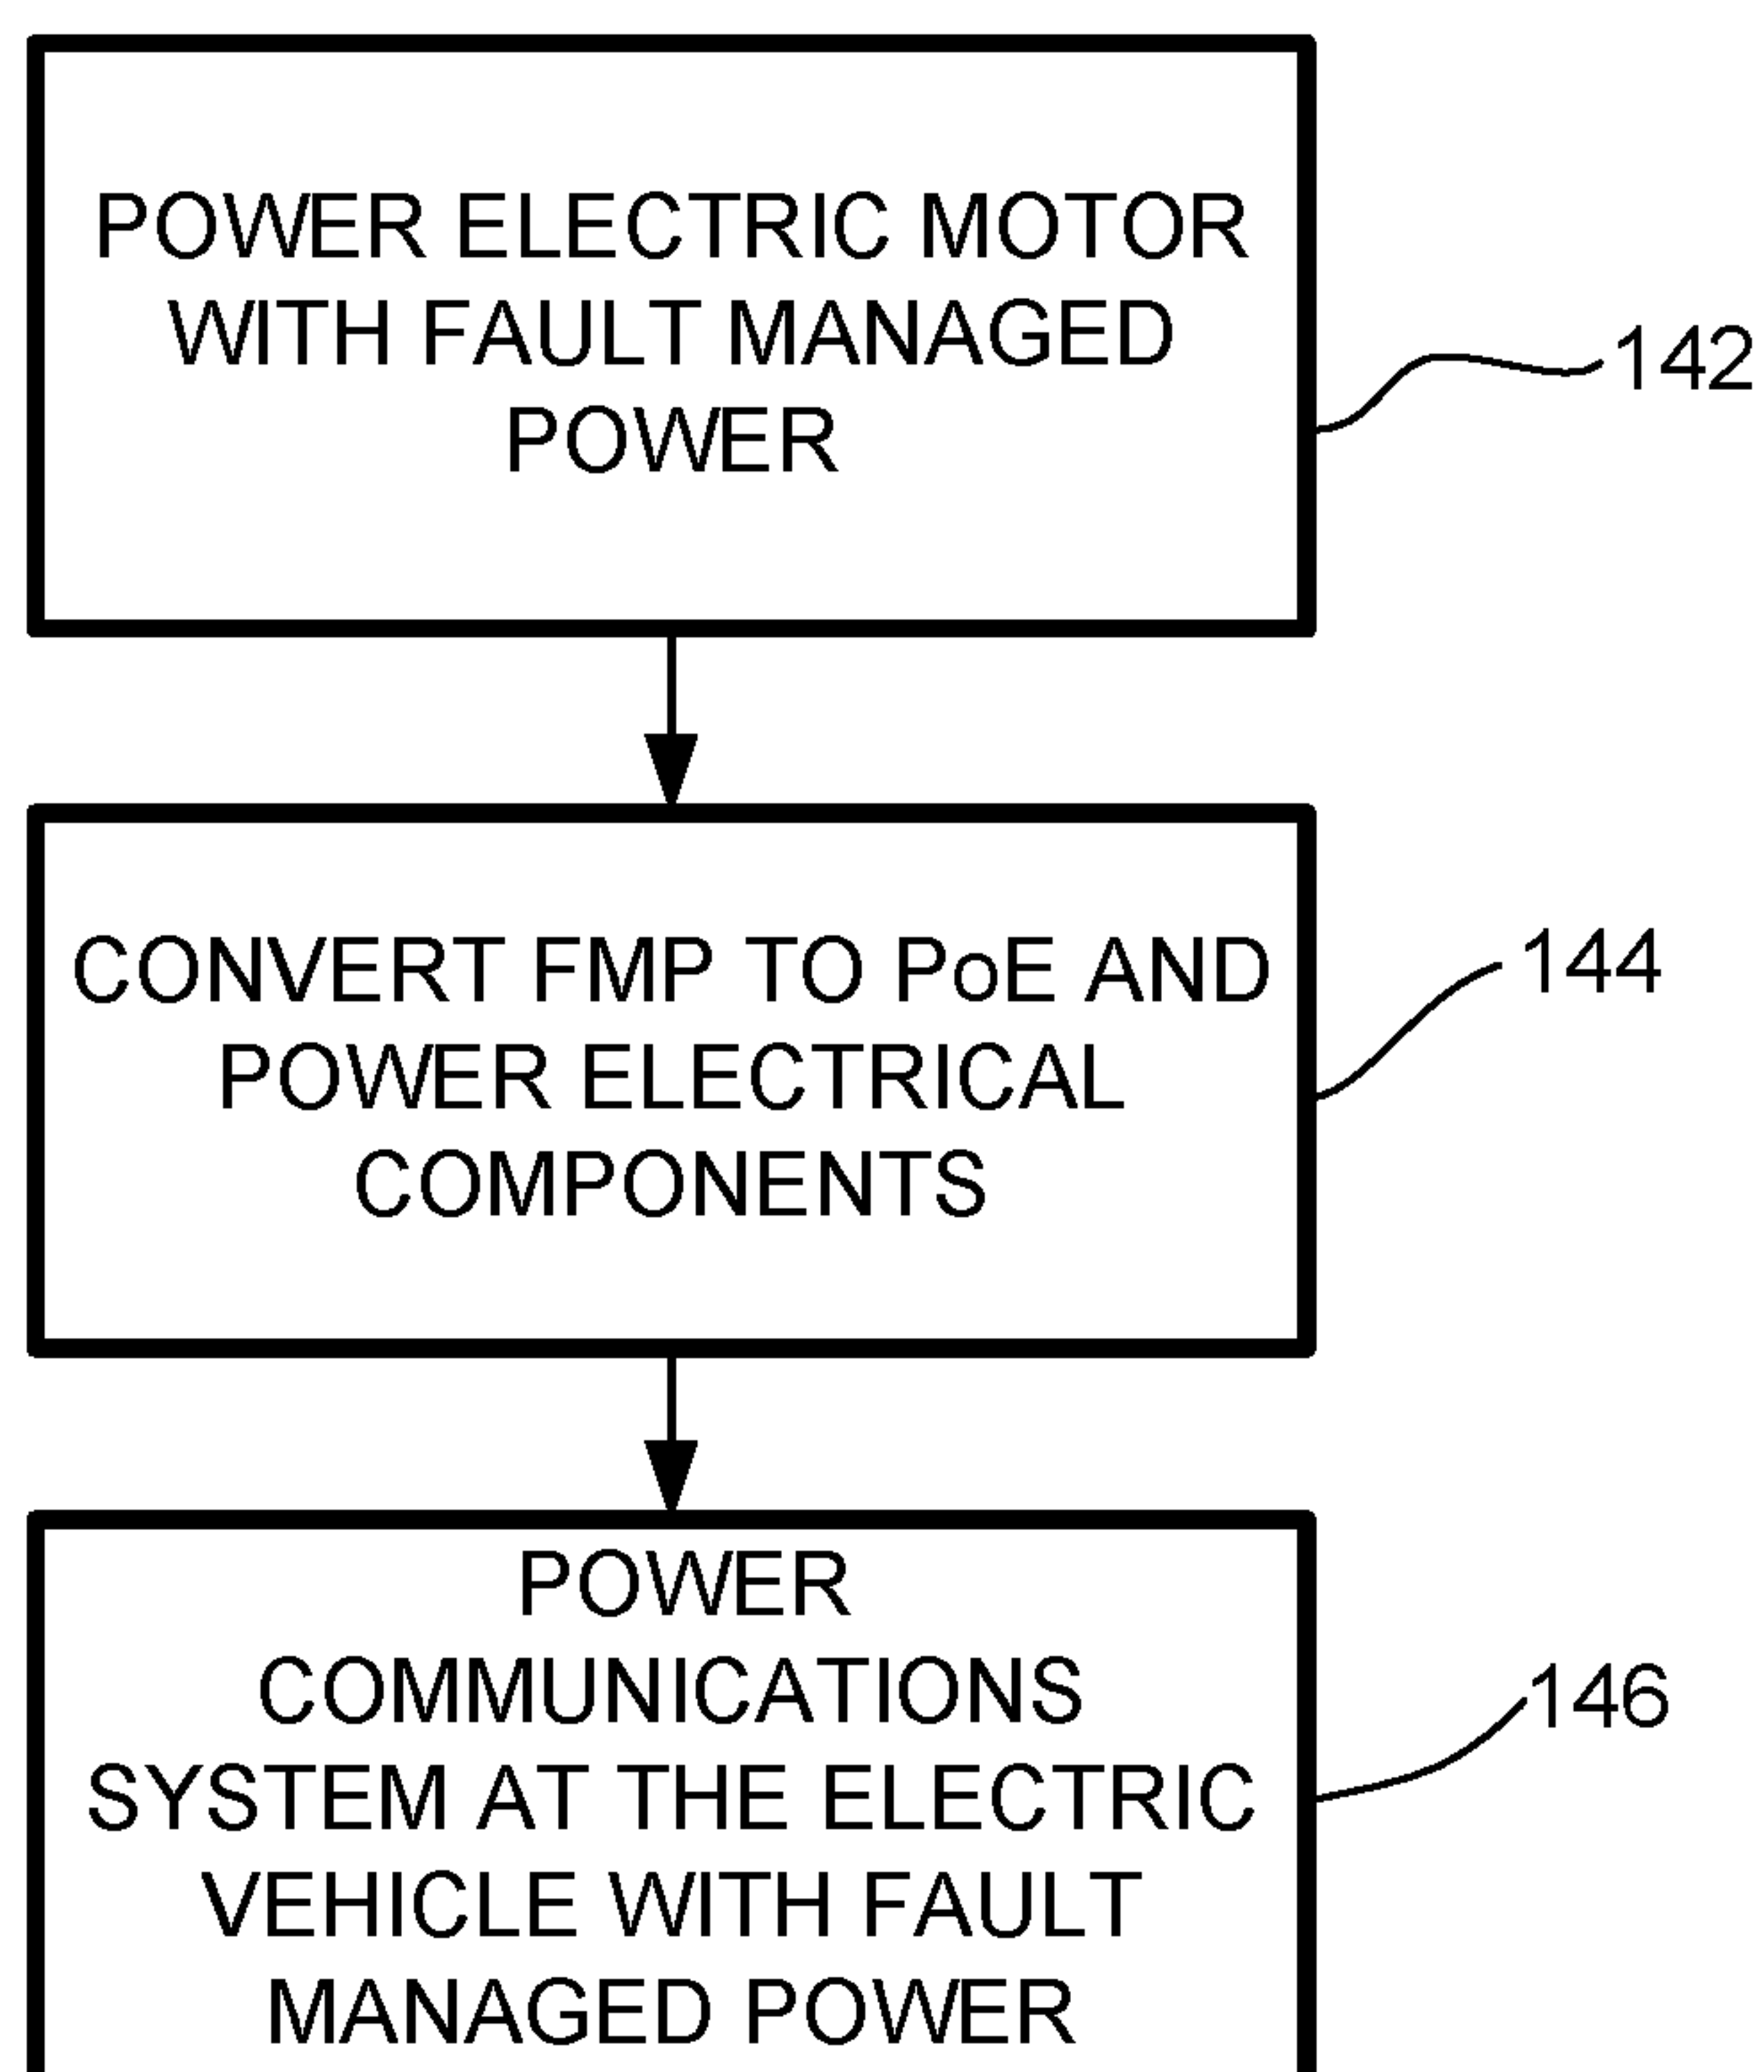 POWER ELECTRIC MOTOR
WITH FAULT MANAGED
POWER
142
CONVERT FMP TO PoE AND
POWER ELECTRICAL
COMPONENTS
144
POWER
COMMUNICATIONS
SYSTEM AT THE ELECTRIC
VEHICLE WITH FAULT
MANAGED POWER
146